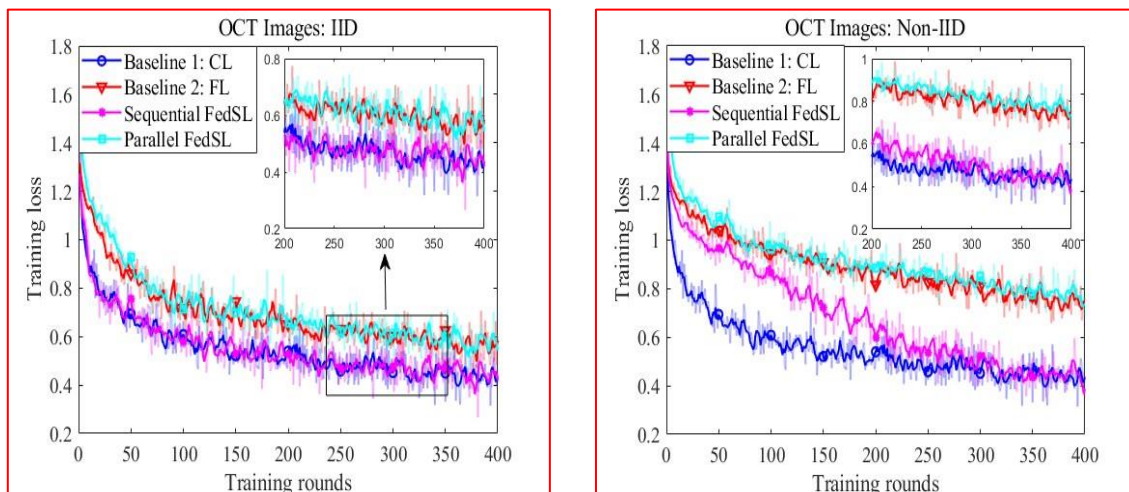 OCT Images: IID
1.8
1.6
1.4
1.2
1
0.8
0.6
0.4
0.2
Training loss
Baseline 1: CL
Baseline 2: FL
Sequential FedSL
Parallel FedSL
0.8
0.6
0.4
0.2
200 250 300 350 400
0 50 100 150 200 250 300 350 400
Training rounds
OCT Images: Non-IID
1.8
1.6
1.4
1.2
1
0.8
0.6
0.4
0.2
Training loss
Baseline 1: CL
Baseline 2: FL
Sequential FedSL
Parallel FedSL
1
0.8
0.6
0.4
0.2
200 250 300 350 400
0 50 100 150 200 250 300 350 400
Training rounds